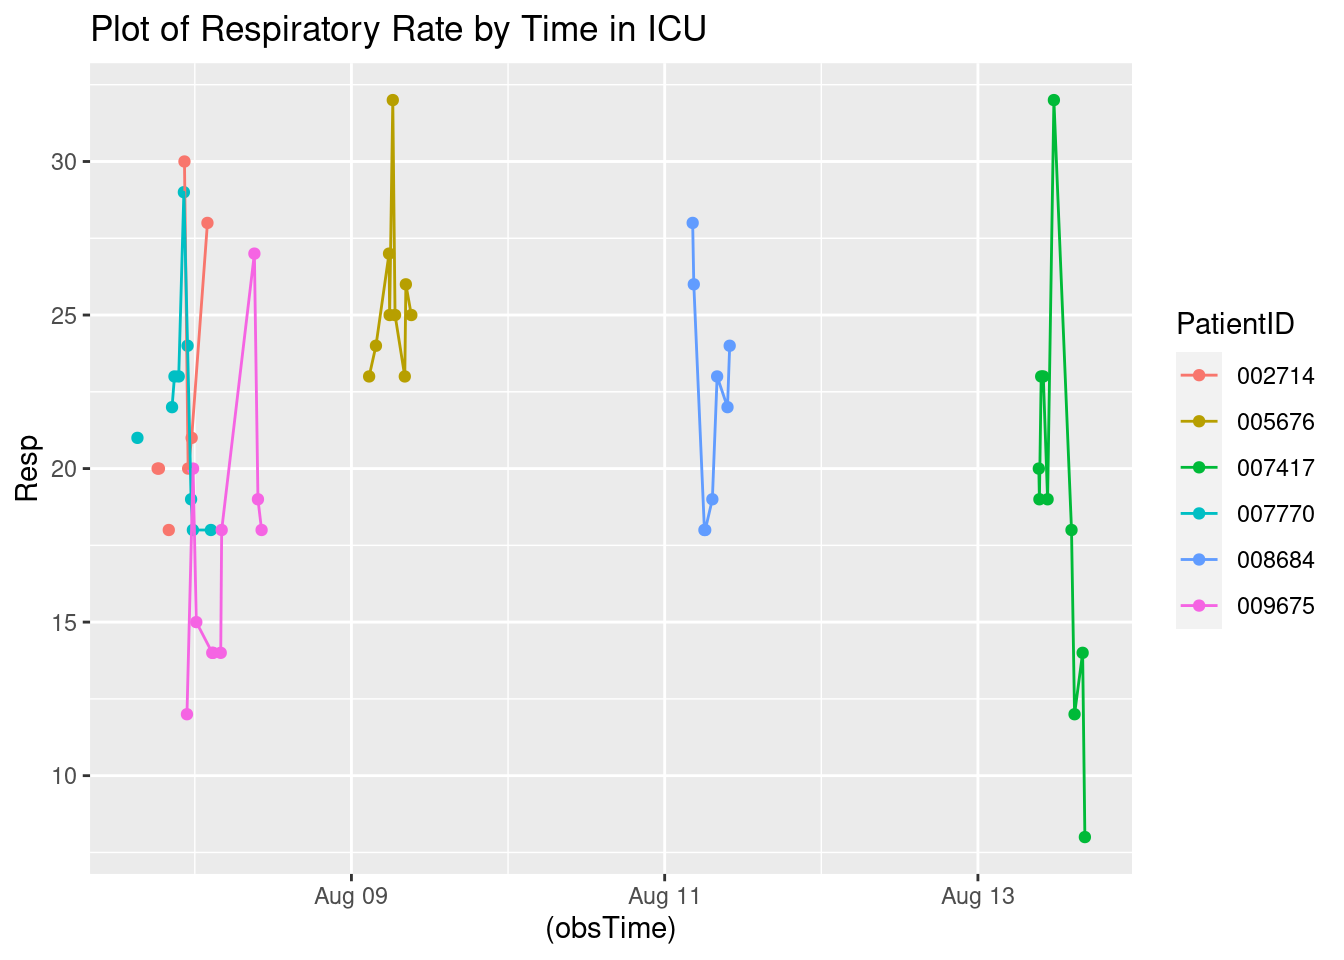 Plot of Respiratory Rate by Time in ICU
30
25
20
15
10
Resp
Aug 09
Aug 11
Aug 13
(obsTime)
PatientID
002714
005676
007417
007770
008684
009675